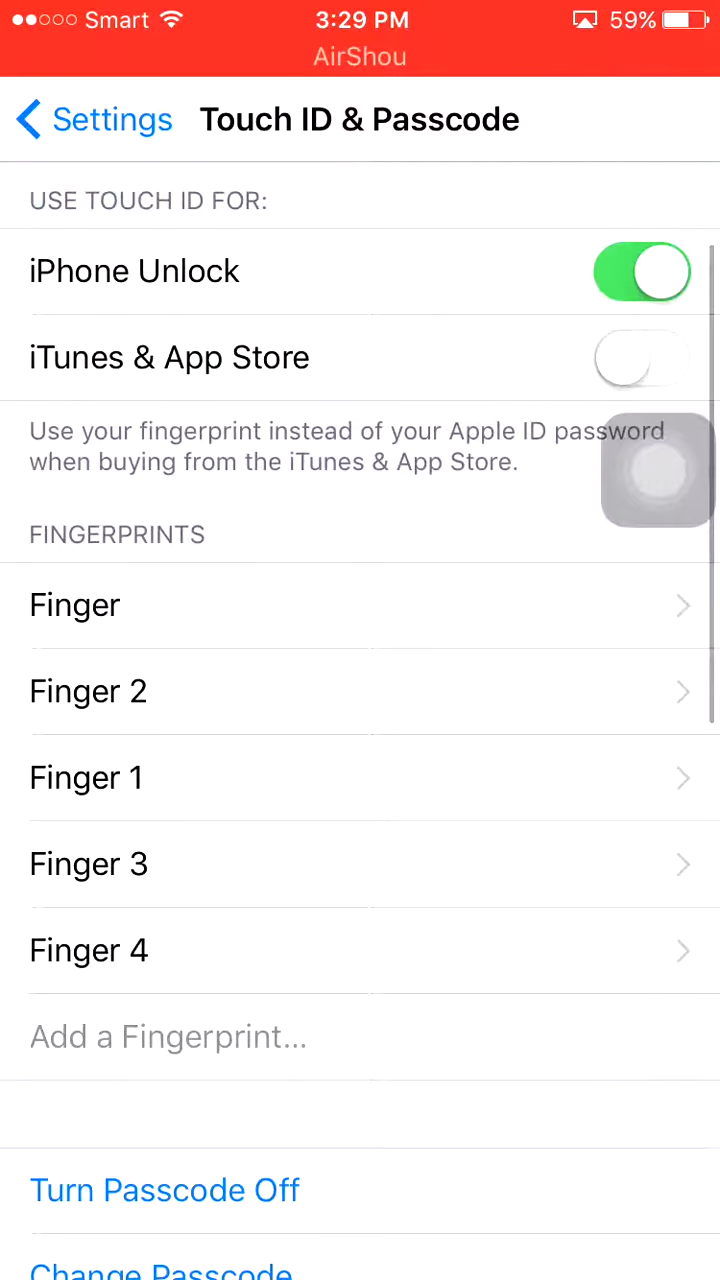 Smart 3:29 PM 59%
AirShou
Settings Touch ID & Passcode
USE TOUCH ID FOR:
iPhone Unlock
iTunes & App Store
Use your fingerprint instead of your Apple ID password
when buying from the iTunes & App Store.
FINGERPRINTS
Finger
Finger 2
Finger 1
Finger 3
Finger 4
Add a Fingerprint...
Turn Passcode Off
Change Passcode